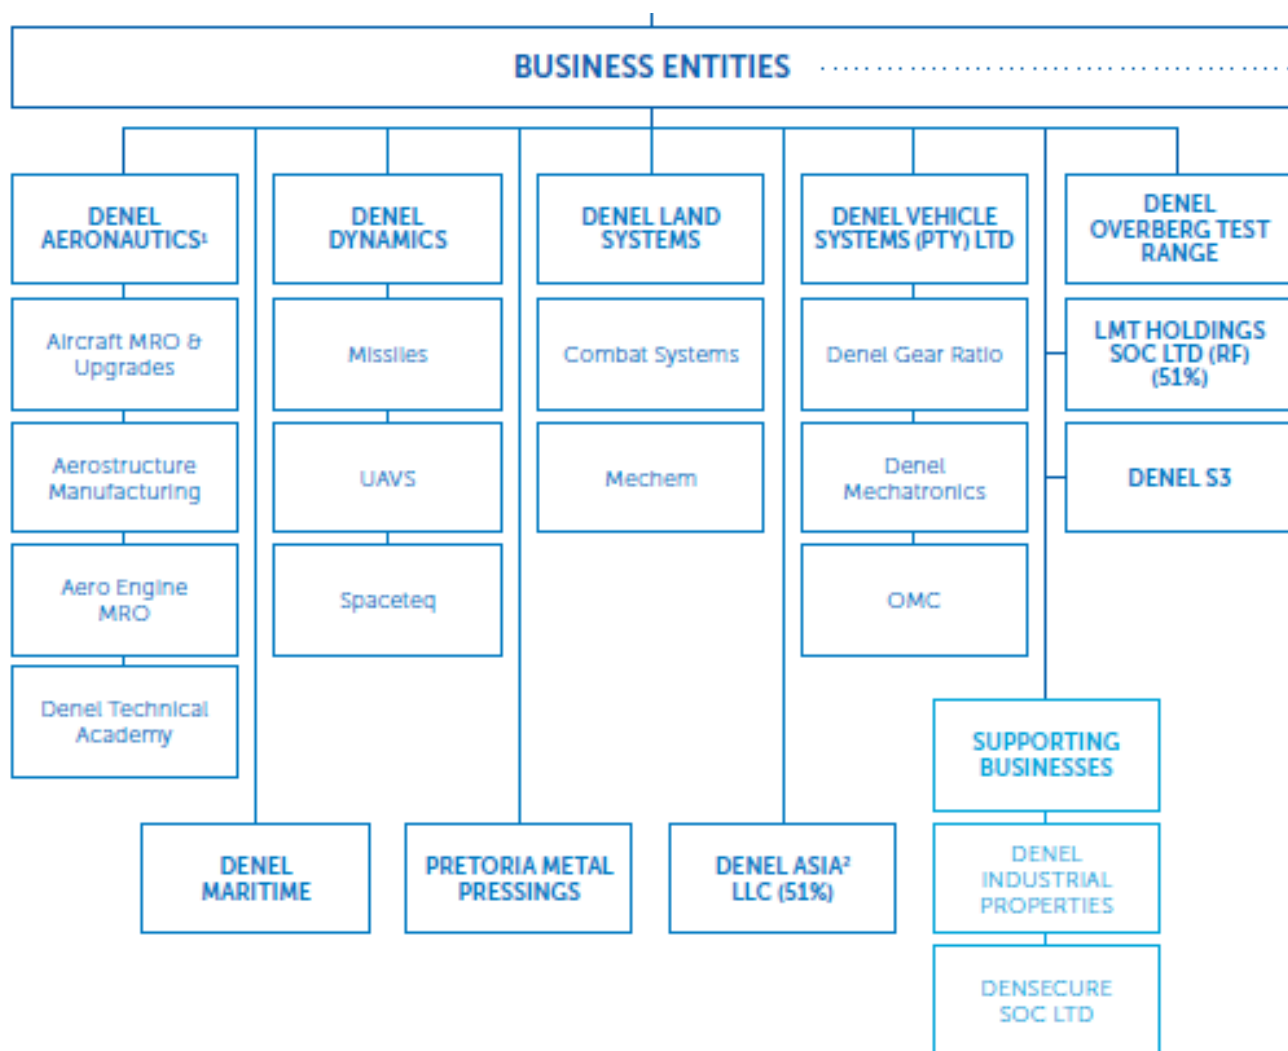 BUSINESS ENTITIES
DENEL
AERONAUTICS¹
Aircraft MRO &
Upgrades
Aerostructure
Manufacturing
Aero Engine
MRO
Denel Technical
Academy
DENEL
DYNAMICS
Missiles
UAVS
Spaceteq
DENEL LAND
SYSTEMS
Combat Systems
Mechem
DENEL VEHICLE
SYSTEMS (PTY) LTD
Denel Gear Ratio
Denel
Mechatronics
OMC
DENEL
OVERBERG TEST
RANGE
LMT HOLDINGS
SOC LTD (RF)
(51%)
DENEL S3
DENEL
MARITIME
PRETORIA METAL
PRESSINGS
DENEL ASIA²
LLC (51%)
SUPPORTING
BUSINESSES
DENEL
INDUSTRIAL
PROPERTIES
DENSECURE
SOC LTD